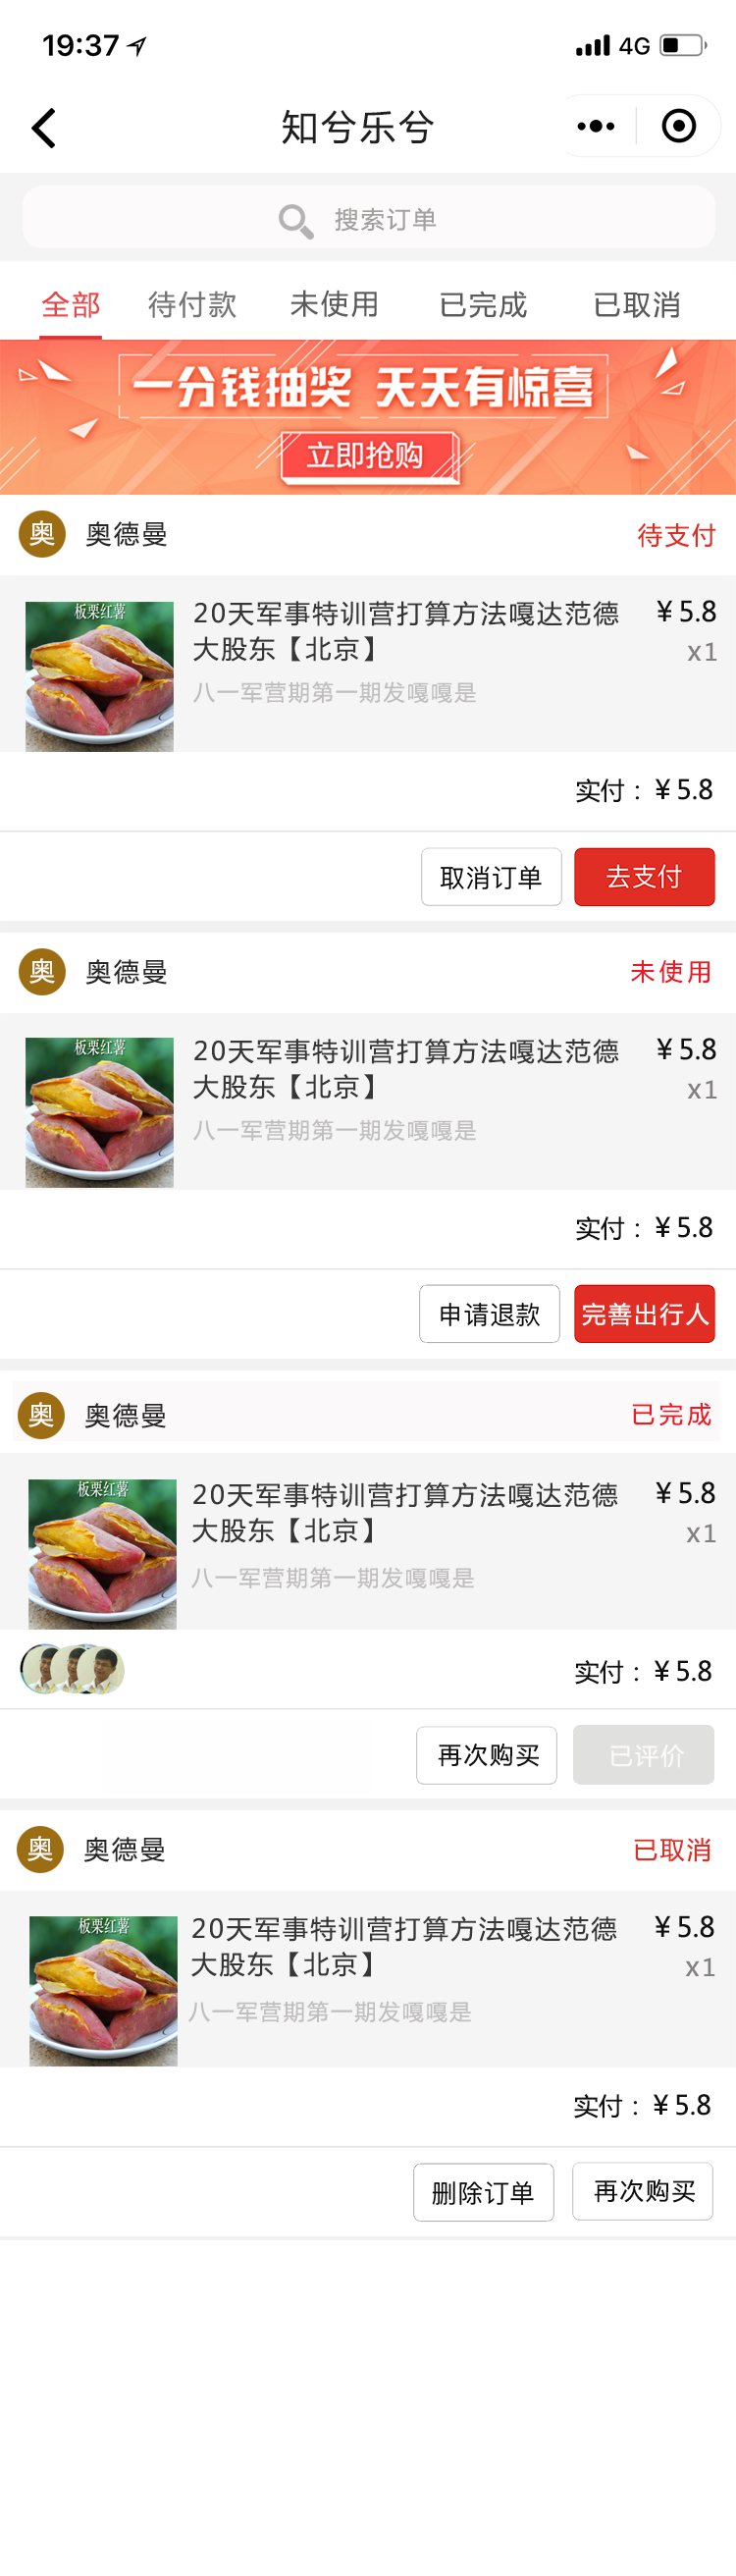 19:37
4G
知兮乐兮
搜索订单
全部 待付款 未使用 已完成 已取消
一分钱抽奖 天天有惊喜
立即抢购
奥 奥德曼 待支付
板栗红薯
20天军事特训营打算方法嘎达范德 ¥5.8
大股东【北京】 x1
八一军营期第一期发嘎嘎是
实付：¥5.8
取消订单 去支付
奥 奥德曼 未使用
板栗红薯
20天军事特训营打算方法嘎达范德 ¥5.8
大股东【北京】 x1
八一军营期第一期发嘎嘎是
实付：¥5.8
申请退款 完善出行人
奥 奥德曼 已完成
板栗红薯
20天军事特训营打算方法嘎达范德 ¥5.8
大股东【北京】 x1
八一军营期第一期发嘎嘎是
实付：¥5.8
再次购买 已评价
奥 奥德曼 已取消
板栗红薯
20天军事特训营打算方法嘎达范德 ¥5.8
大股东【北京】 x1
八一军营期第一期发嘎嘎是
实付：¥5.8
删除订单 再次购买